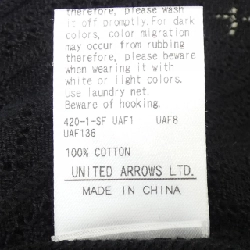 therefore, please wash
it off promptly. For dark
colors, color migration
may occur from rubbing
therefore, please beware
when wearing it with
white or light colors.
Use laundry net.
Beware of hooking.
420-1-SF UAF1 UAF8
UAF136
100% COTTON
UNITED ARROWS LTD.
MADE IN CHINA